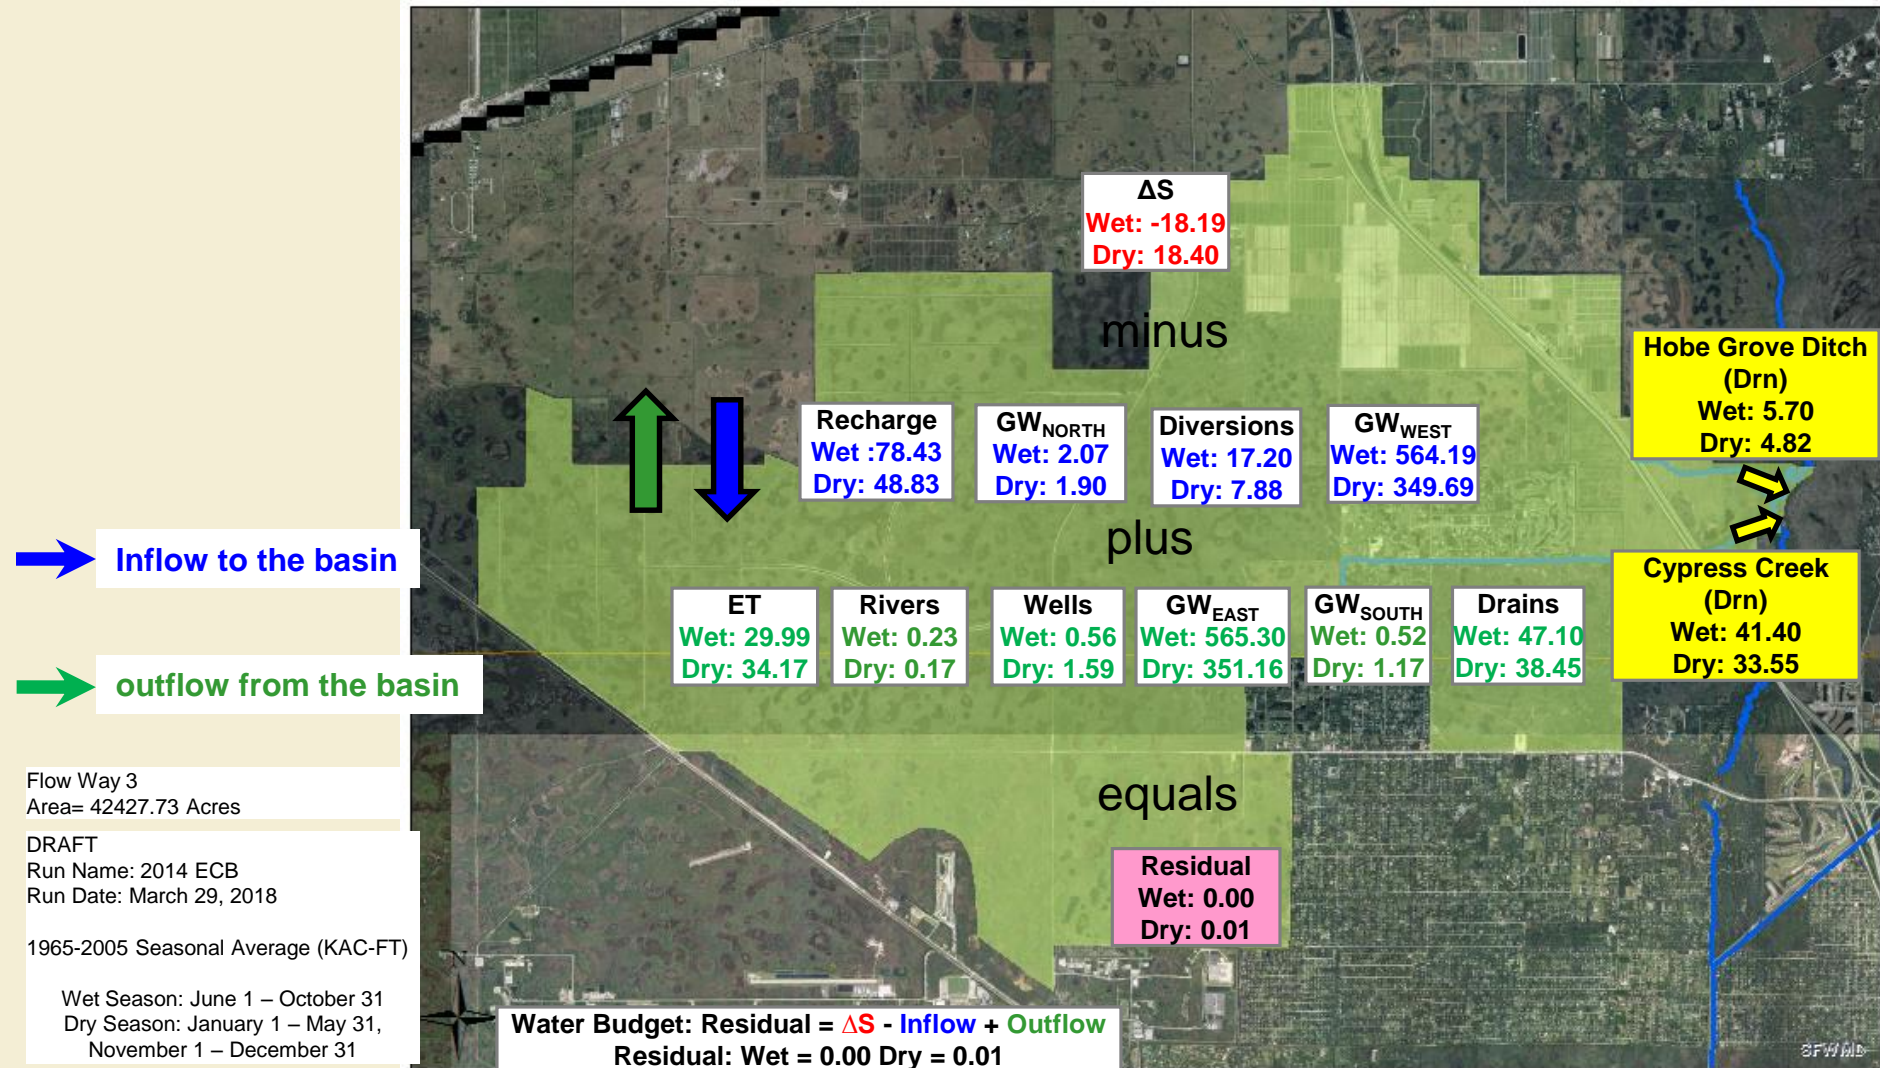 ΔS
Wet: -18.19
Dry: 18.40
minus
Hobe Grove Ditch
(Drn)
Wet: 5.70
Dry: 4.82
Recharge
Wet :78.43
Dry: 48.83
GWNORTH
Wet: 2.07
Dry: 1.90
Diversions
Wet: 17.20
Dry: 7.88
GWWEST
Wet: 564.19
Dry: 349.69
plus
Inflow to the basin
outflow from the basin
ET
Wet: 29.99
Dry: 34.17
Rivers
Wet: 0.23
Dry: 0.17
Wells
Wet: 0.56
Dry: 1.59
GWEAST
Wet: 565.30
Dry: 351.16
GWSOUTH
Wet: 0.52
Dry: 1.17
Drains
Wet: 47.10
Dry: 38.45
Cypress Creek
(Drn)
Wet: 41.40
Dry: 33.55
equals
Residual
Wet: 0.00
Dry: 0.01
Flow Way 3
Area= 42427.73 Acres
DRAFT
Run Name: 2014 ECB
Run Date: March 29, 2018
1965-2005 Seasonal Average (KAC-FT)
Wet Season: June 1 – October 31
Dry Season: January 1 – May 31,
November 1 – December 31
N
Water Budget: Residual = ΔS - Inflow + Outflow
Residual: Wet = 0.00 Dry = 0.01
SFWMD